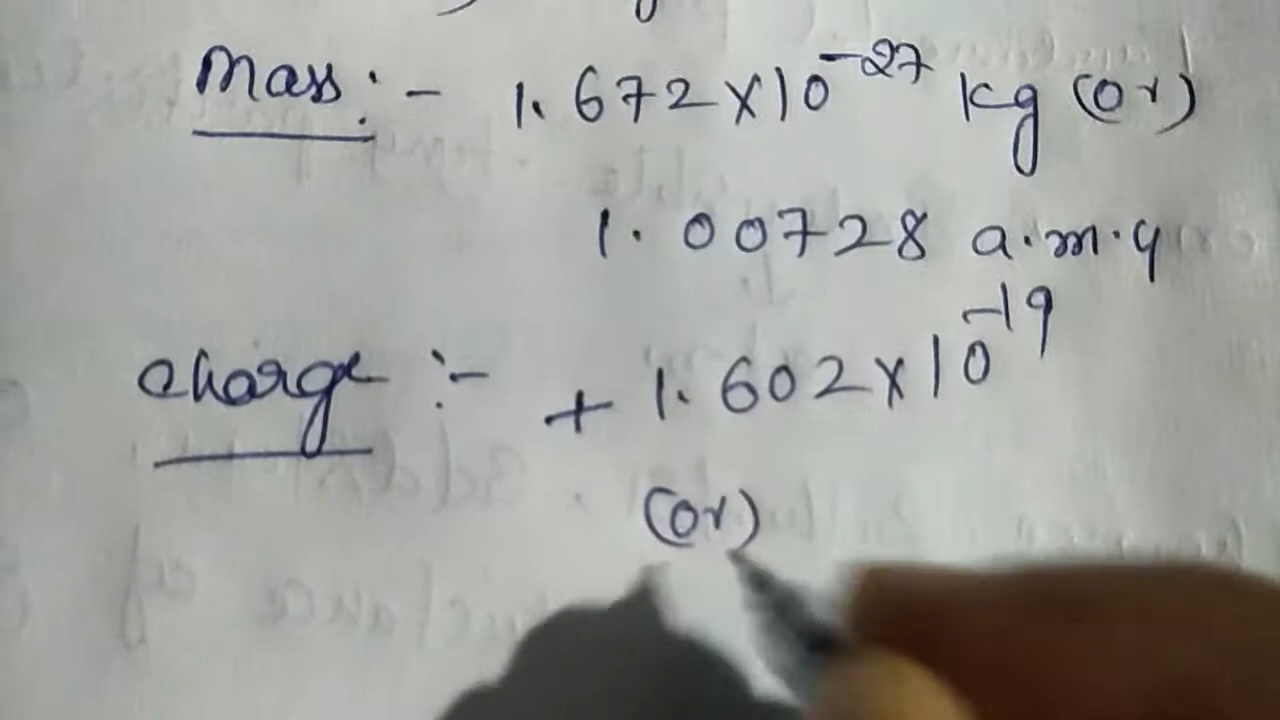 Mass :- 1.672×10⁻²⁷ kg (or)
1.00728 a.m.u
Charge :- +1.602×10⁻¹⁹
(or)